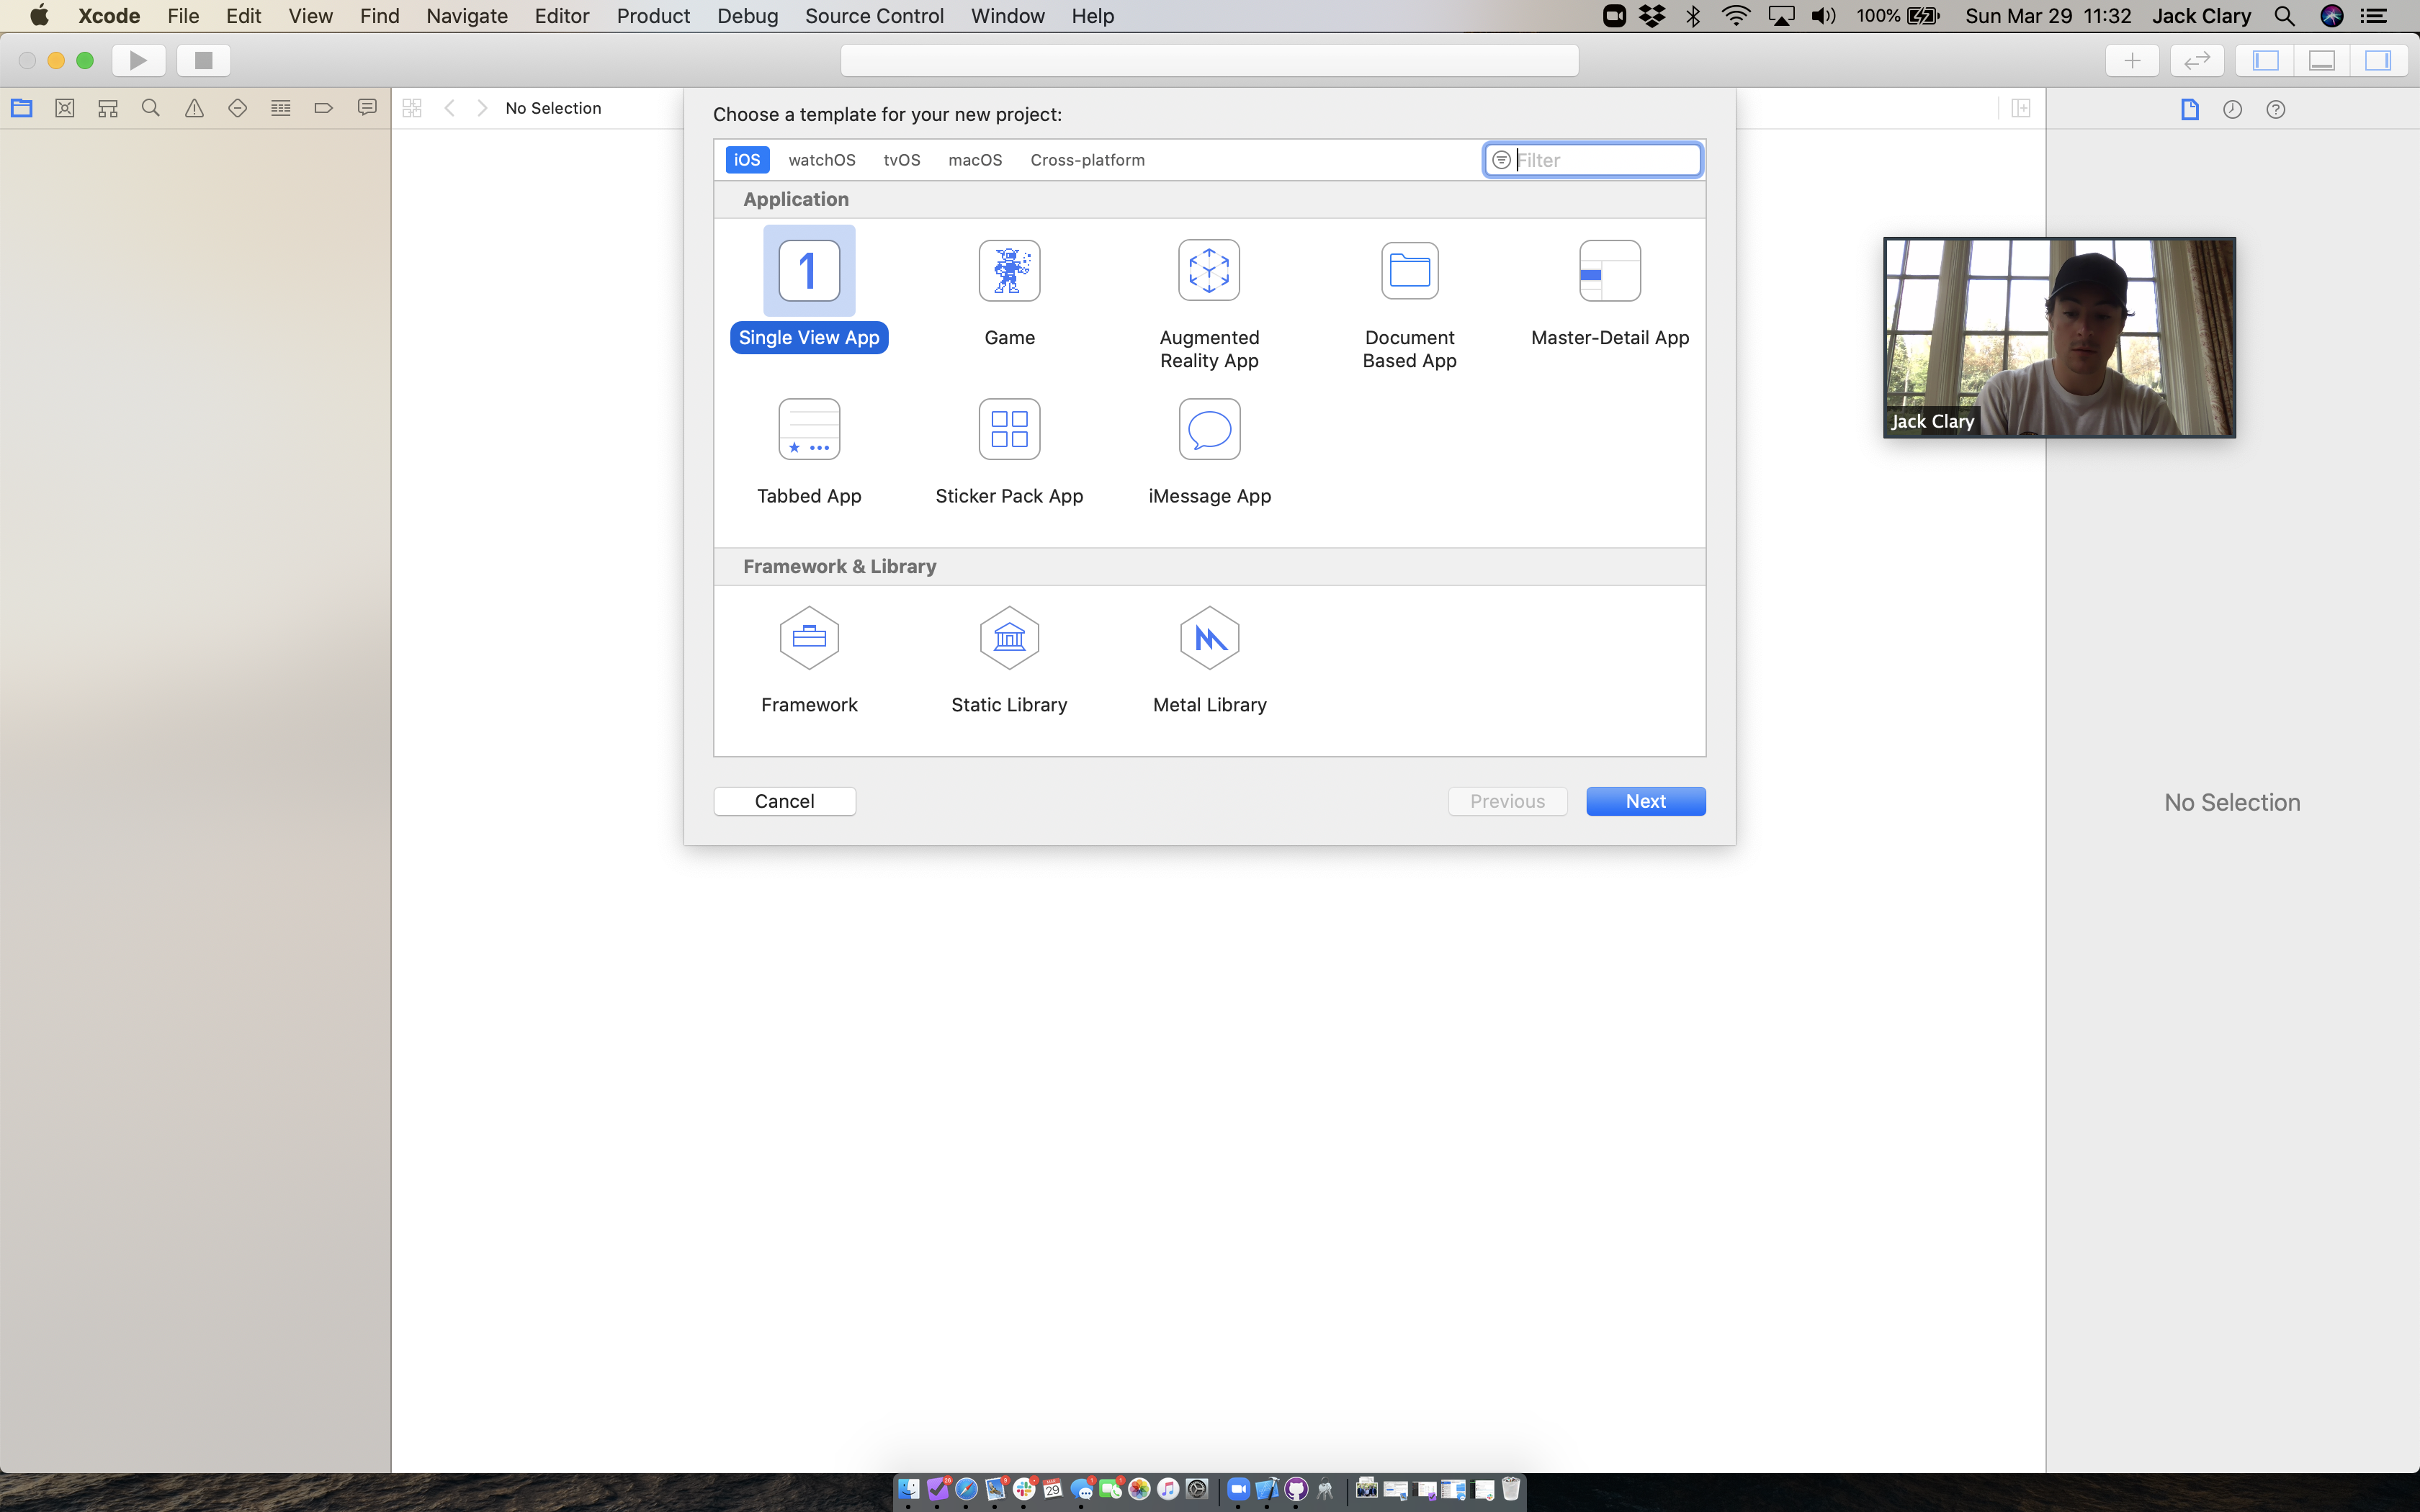 Xcode File Edit View Find Navigate Editor Product Debug Source Control Window Help 100% Sun Mar 29 11:32 Jack Clary
No Selection
Choose a template for your new project:
iOS watchOS tvOS macOS Cross-platform Filter
Application
1
Single View App Game Augmented Reality App Document Based App Master-Detail App
Tabbed App Sticker Pack App iMessage App
Framework & Library
Framework Static Library Metal Library
Cancel Previous Next
Jack Clary
No Selection
29